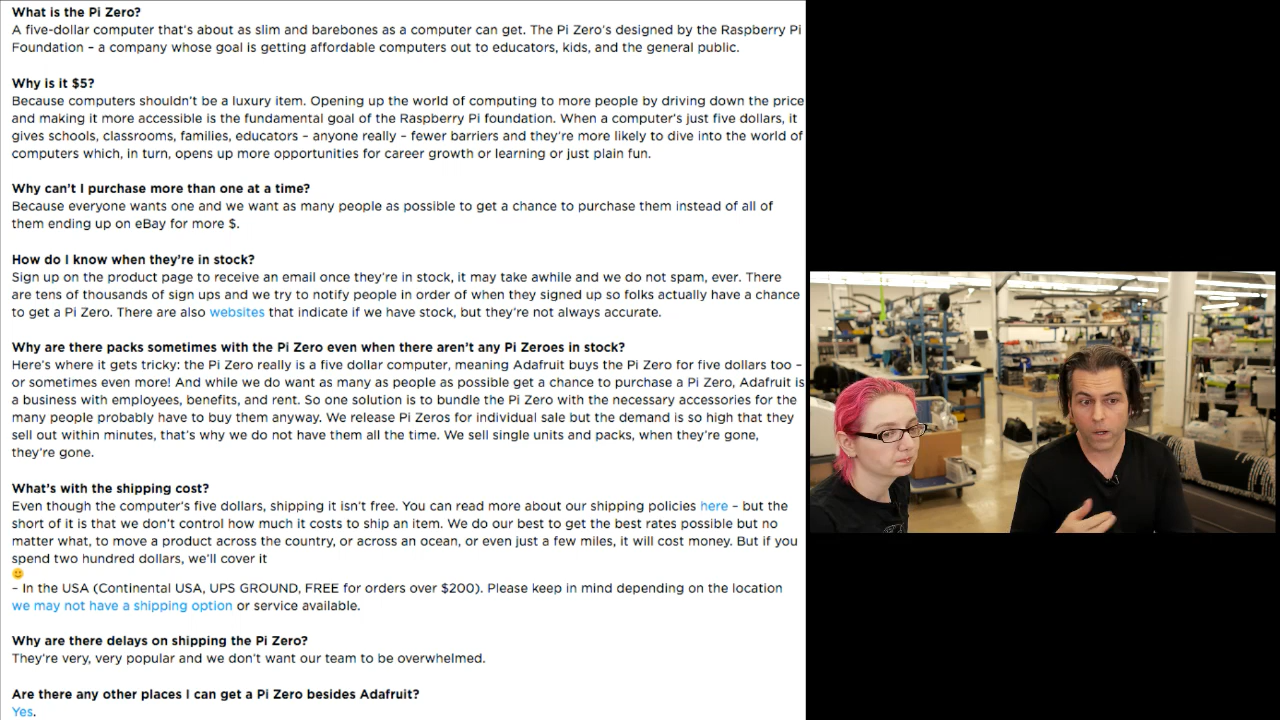 What is the Pi Zero?
A five-dollar computer that's about as slim and barebones as a computer can get. The Pi Zero's designed by the Raspberry Pi
Foundation – a company whose goal is getting affordable computers out to educators, kids, and the general public.
Why is it $5?
Because computers shouldn't be a luxury item. Opening up the world of computing to more people by driving down the price
and making it more accessible is the fundamental goal of the Raspberry Pi foundation. When a computer's just five dollars, it
gives schools, classrooms, families, educators – anyone really – fewer barriers and they're more likely to dive into the world of
computers which, in turn, opens up more opportunities for career growth or learning or just plain fun.
Why can't I purchase more than one at a time?
Because everyone wants one and we want as many people as possible to get a chance to purchase them instead of all of
them ending up on eBay for more $.
How do I know when they're in stock?
Sign up on the product page to receive an email once they're in stock, it may take awhile and we do not spam, ever. There
are tens of thousands of sign ups and we try to notify people in order of when they signed up so folks actually have a chance
to get a Pi Zero. There are also websites that indicate if we have stock, but they're not always accurate.
Why are there packs sometimes with the Pi Zero even when there aren't any Pi Zeroes in stock?
Here's where it gets tricky: the Pi Zero really is a five dollar computer, meaning Adafruit buys the Pi Zero for five dollars too –
or sometimes even more! And while we do want as many as people as possible get a chance to purchase a Pi Zero, Adafruit is
a business with employees, benefits, and rent. So one solution is to bundle the Pi Zero with the necessary accessories for the
many people probably have to buy them anyway. We release Pi Zeros for individual sale but the demand is so high that they
sell out within minutes, that's why we do not have them all the time. We sell single units and packs, when they're gone,
they're gone.
What's with the shipping cost?
Even though the computer's five dollars, shipping it isn't free. You can read more about our shipping policies here – but the
short of it is that we don't control how much it costs to ship an item. We do our best to get the best rates possible but no
matter what, to move a product across the country, or across an ocean, or even just a few miles, it will cost money. But if you
spend two hundred dollars, we'll cover it
– In the USA (Continental USA, UPS GROUND, FREE for orders over $200). Please keep in mind depending on the location
we may not have a shipping option or service available.
Why are there delays on shipping the Pi Zero?
They're very, very popular and we don't want our team to be overwhelmed.
Are there any other places I can get a Pi Zero besides Adafruit?
Yes.